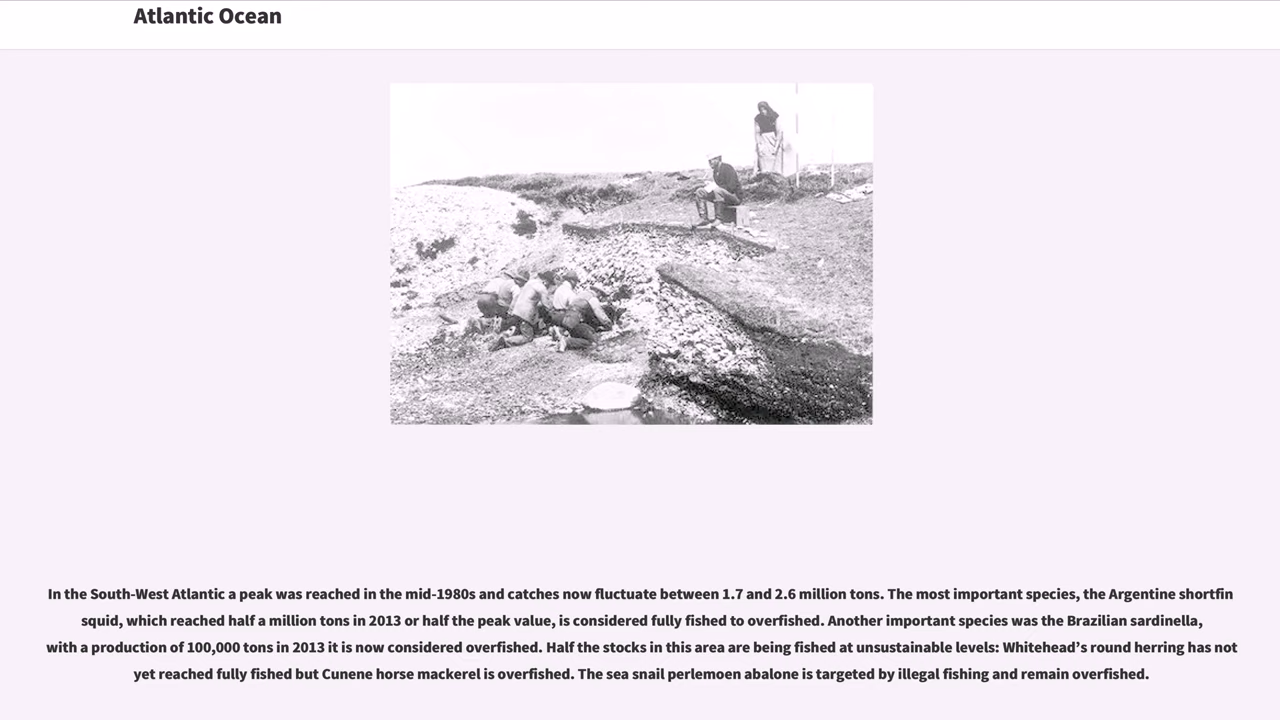 Atlantic Ocean
In the South-West Atlantic a peak was reached in the mid-1980s and catches now fluctuate between 1.7 and 2.6 million tons. The most important species, the Argentine shortfin
squid, which reached half a million tons in 2013 or half the peak value, is considered fully fished to overfished. Another important species was the Brazilian sardinella,
with a production of 100,000 tons in 2013 it is now considered overfished. Half the stocks in this area are being fished at unsustainable levels: Whitehead’s round herring has not
yet reached fully fished but Cunene horse mackerel is overfished. The sea snail perlemoen abalone is targeted by illegal fishing and remain overfished.